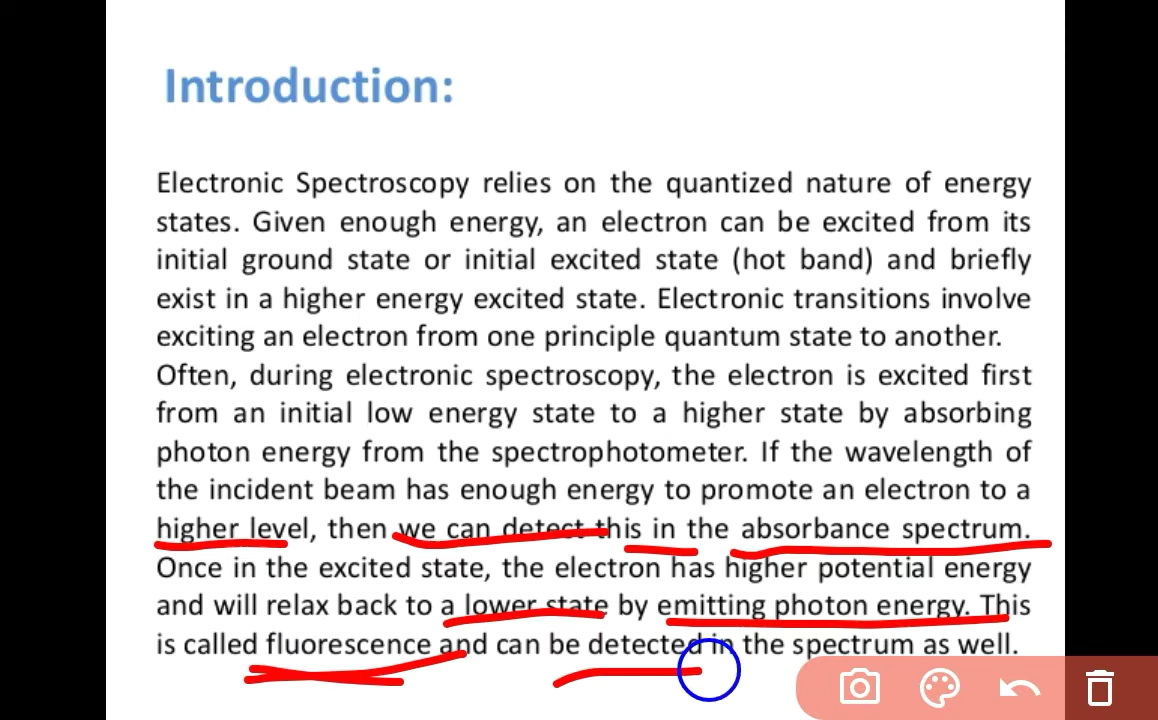 Introduction:
Electronic Spectroscopy relies on the quantized nature of energy
states. Given enough energy, an electron can be excited from its
initial ground state or initial excited state (hot band) and briefly
exist in a higher energy excited state. Electronic transitions involve
exciting an electron from one principle quantum state to another.
Often, during electronic spectroscopy, the electron is excited first
from an initial low energy state to a higher state by absorbing
photon energy from the spectrophotometer. If the wavelength of
the incident beam has enough energy to promote an electron to a
higher level, then we can detect this in the absorbance spectrum.
Once in the excited state, the electron has higher potential energy
and will relax back to a lower state by emitting photon energy. This
is called fluorescence and can be detected in the spectrum as well.